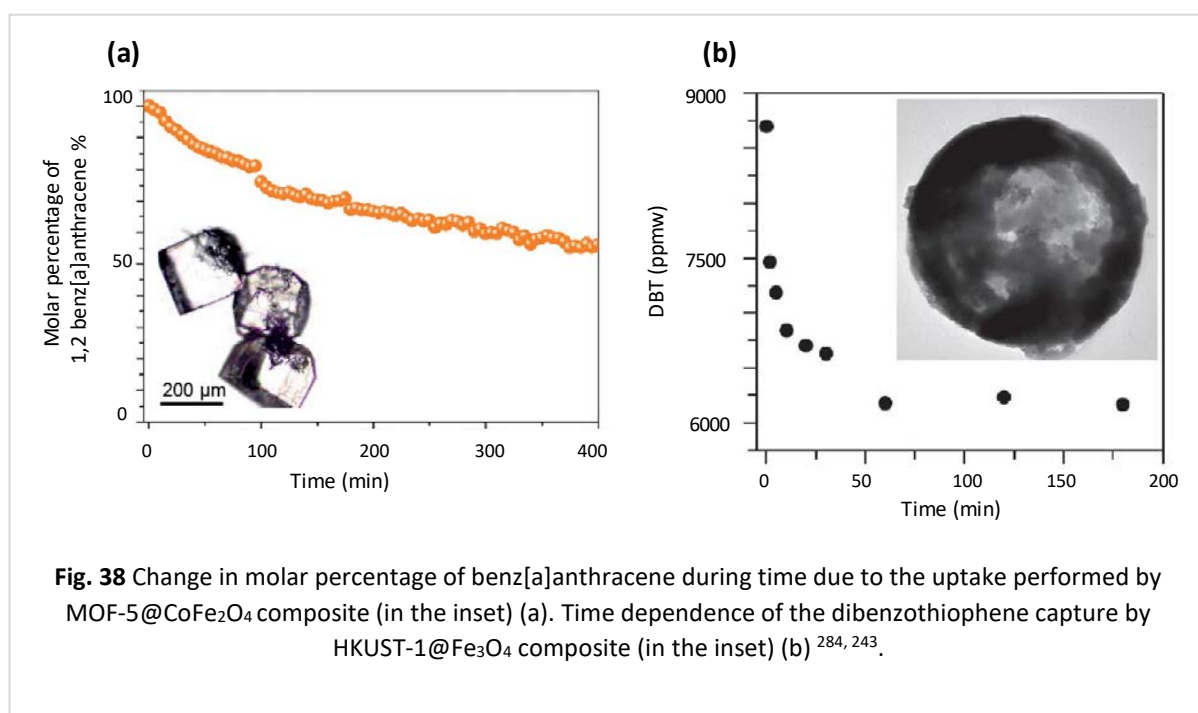 (a)
100
50
0
Molar percentage of
1,2 benz[a]anthracene %
200 µm
0 100 200 300 400
Time (min)
(b)
9000
7500
6000
DBT (ppmw)
0 50 100 150 200
Time (min)
Fig. 38 Change in molar percentage of benz[a]anthracene during time due to the uptake performed by
MOF-5@CoFe₂O₄ composite (in the inset) (a). Time dependence of the dibenzothiophene capture by
HKUST-1@Fe₃O₄ composite (in the inset) (b) ²⁸⁴, ²⁴³.